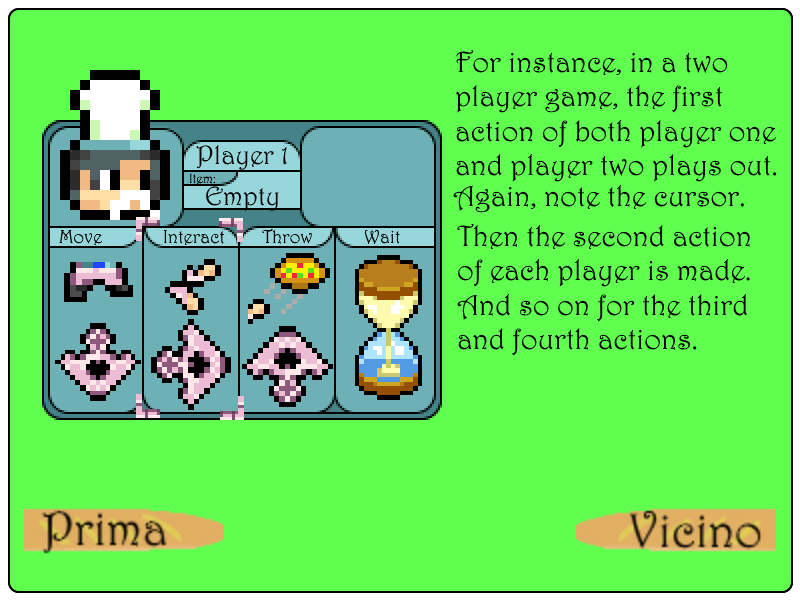 Player 1
Item:
Empty
Move
Interact
Throw
Wait
For instance, in a two
player game, the first
action of both player one
and player two plays out.
Again, note the cursor.
Then the second action
of each player is made.
And so on for the third
and fourth actions.
Prima
Vicino